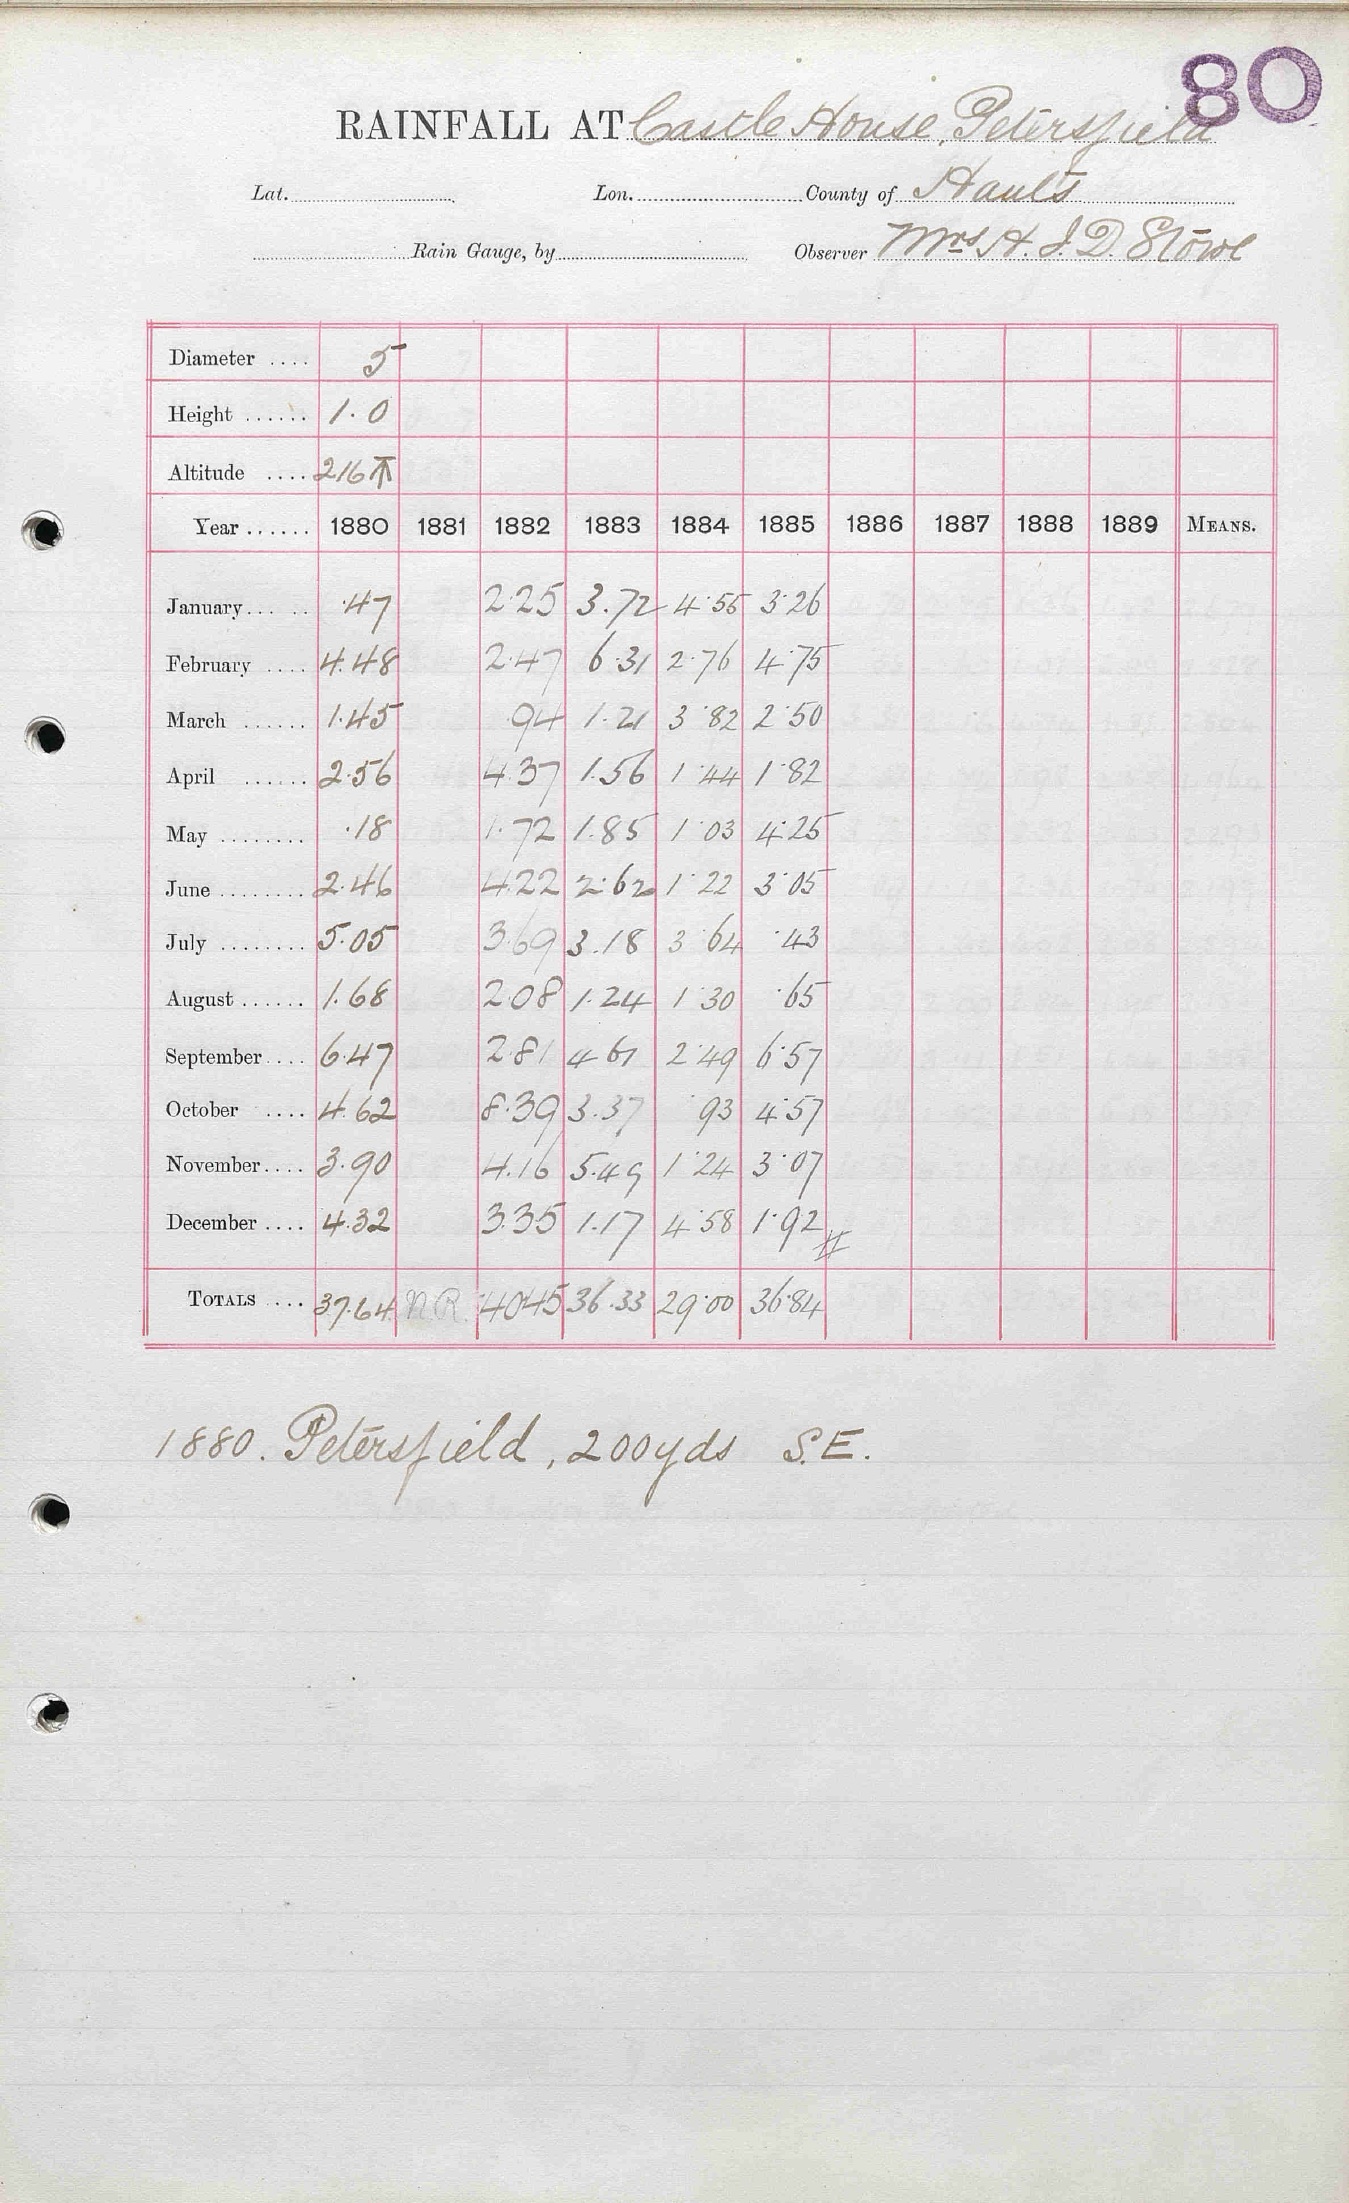 80
RAINFALL AT Castle House, Petersfield
Lat. Lon. County of Hants
Rain Gauge, by Observer Mrs H. J. D. Stowe
Diameter .... 5
Height ...... 1.0
Altitude .... 216
Year ...... 1880 1881 1882 1883 1884 1885 1886 1887 1888 1889 MEANS.
January ... .. .47 2.25 3.72 4.55 3.26
February .... 4.48 2.47 6.31 2.76 4.75
March ...... 1.45 .94 1.21 3.82 2.50
April ...... 2.56 4.37 1.56 1.44 1.82
May ........ .18 1.72 1.85 1.03 4.25
June ........ 2.46 4.22 2.62 1.22 3.05
July ........ 5.05 3.69 3.18 3.64 .43
August ...... 1.68 2.08 1.24 1.30 .65
September .... 6.47 2.81 4.61 2.49 6.57
October .... 4.62 8.39 3.37 .93 4.57
November .... 3.90 4.16 5.49 1.24 3.07
December .... 4.32 3.35 1.17 4.58 1.92
TOTALS .... 37.64 N.R. 40.45 36.33 29.00 36.84
1880. Petersfield, 200yds S.E.